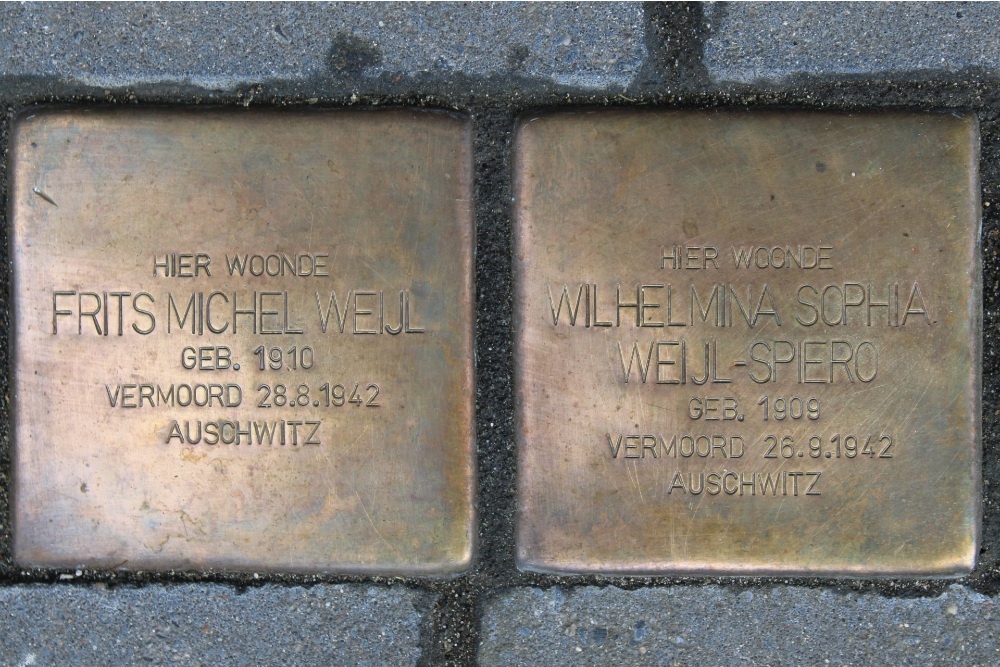 HIER WOONDE
FRITS MICHEL WEIJL
GEB. 1910
VERMOORD 28.8.1942
AUSCHWITZ
HIER WOONDE
WILHELMINA SOPHIA
WEIJL-SPIERO
GEB. 1909
VERMOORD 26.9.1942
AUSCHWITZ